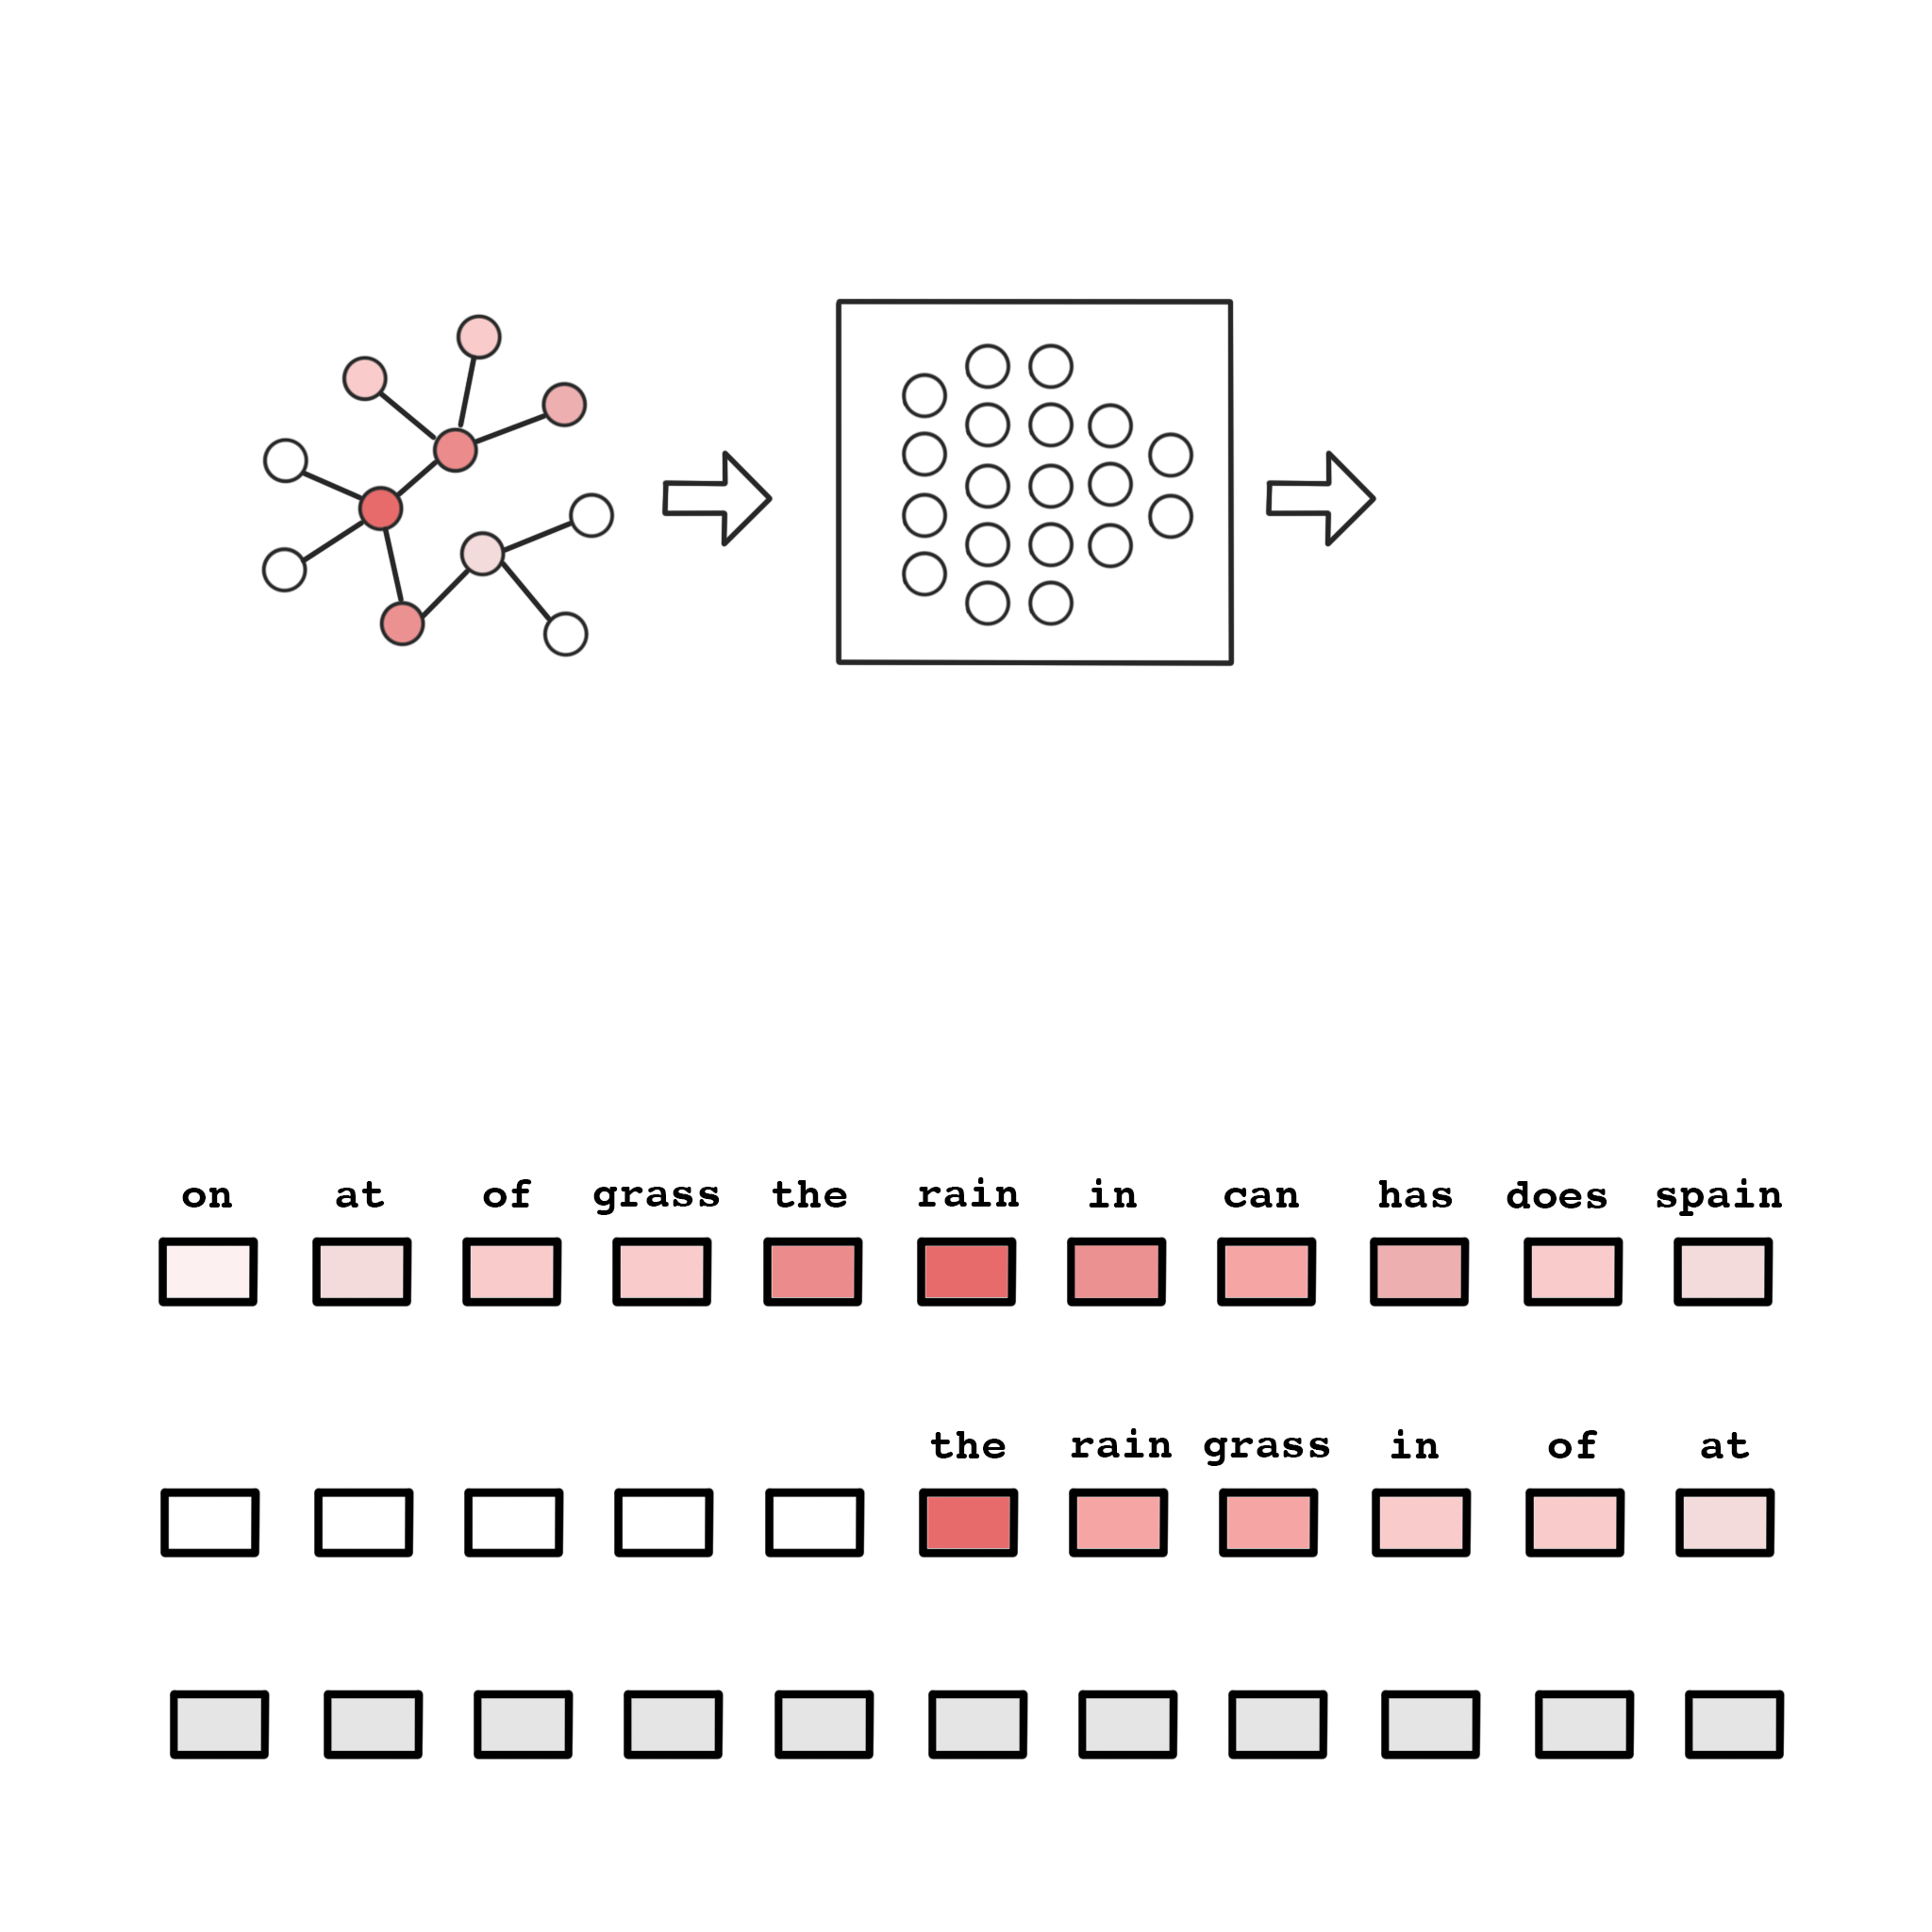 on at of grass the rain in can has does spain
the rain grass in of at